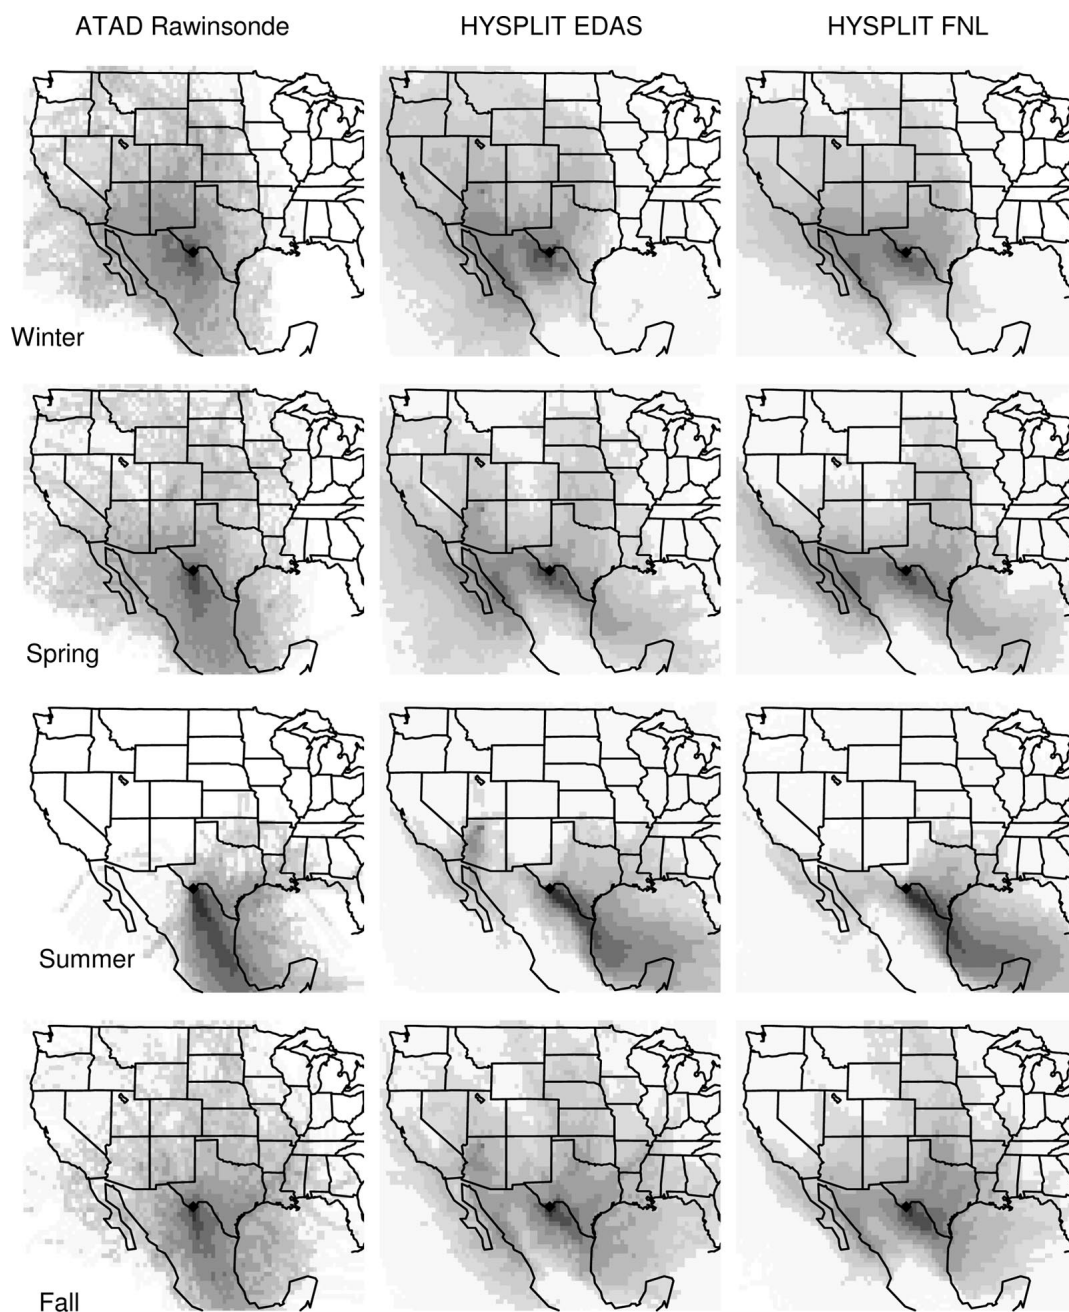 ATAD Rawinsonde
HYSPLIT EDAS
HYSPLIT FNL
Winter
Spring
Summer
Fall